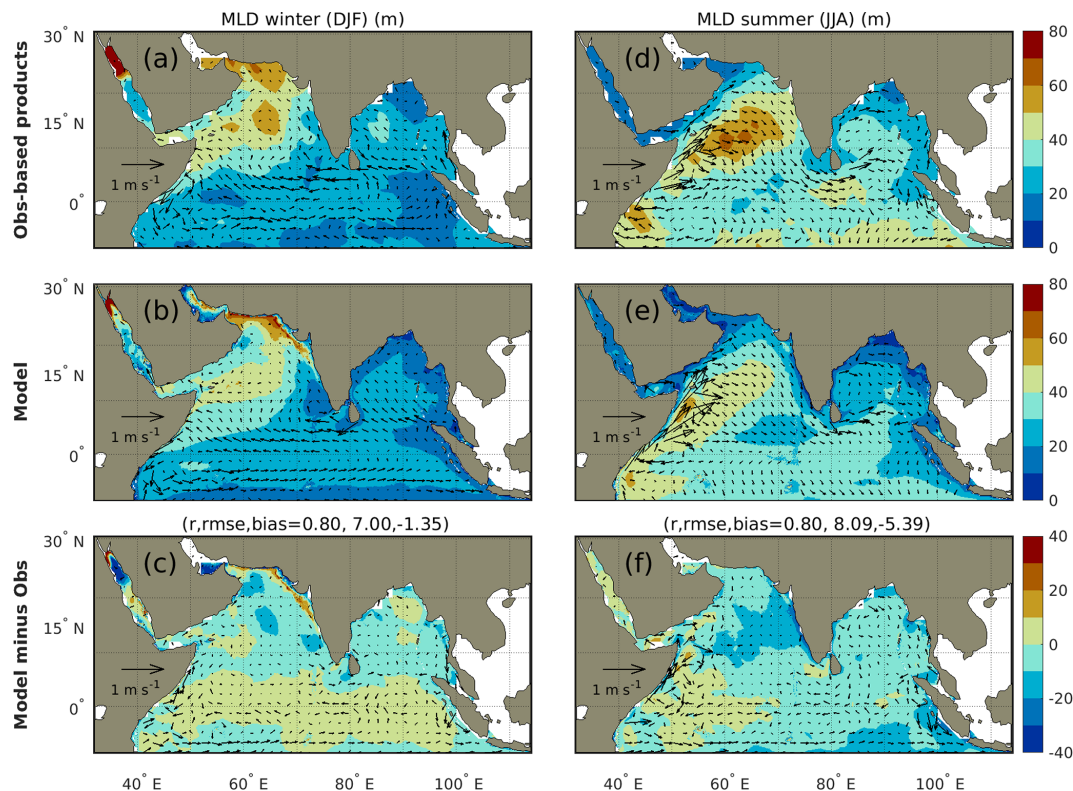 MLD winter (DJF) (m)
MLD summer (JJA) (m)
Obs-based products
30° N
15° N
0°
(a)
1 m s-1
(d)
1 m s-1
80
60
40
20
0
Model
30° N
15° N
0°
(b)
1 m s-1
(e)
1 m s-1
80
60
40
20
0
(r,rmse,bias=0.80, 7.00,-1.35)
(r,rmse,bias=0.80, 8.09,-5.39)
Model minus Obs
30° N
15° N
0°
(c)
1 m s-1
(f)
1 m s-1
40
20
0
-20
-40
40° E
60° E
80° E
100° E
40° E
60° E
80° E
100° E